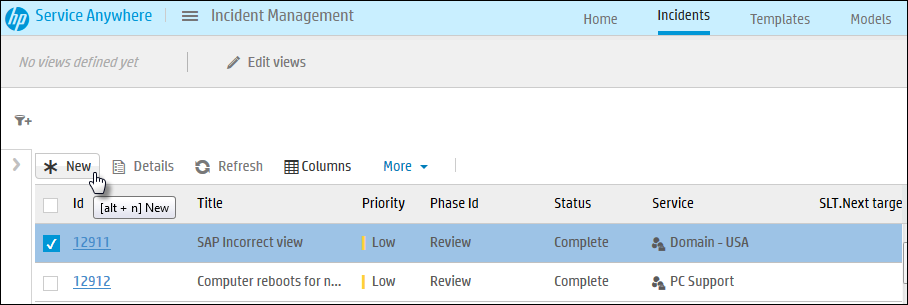 hp Service Anywhere Incident Management Home Incidents Templates Models
No views defined yet Edit views
New Details Refresh Columns More
[alt + n] New
Id Title Priority Phase Id Status Service SLT.Next targe
12911 SAP Incorrect view Low Review Complete Domain - USA
12912 Computer reboots for n... Low Review Complete PC Support